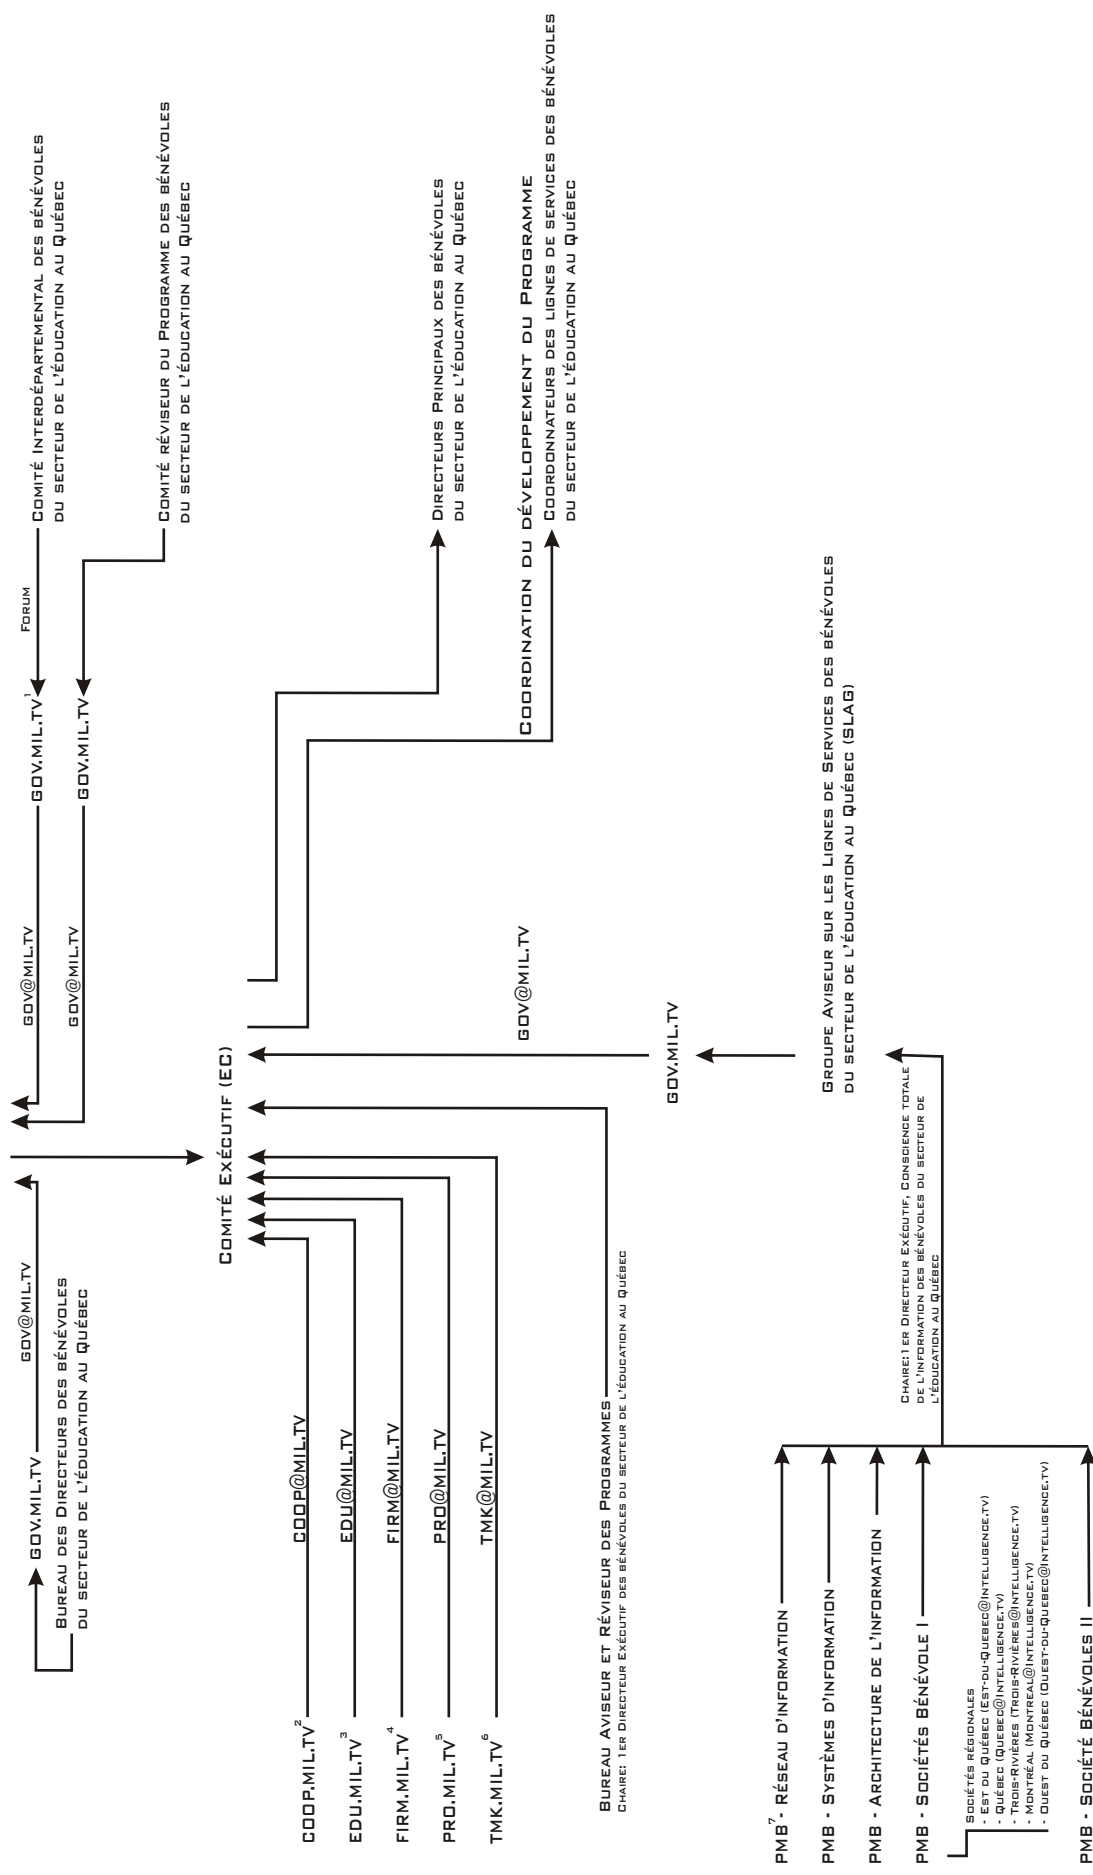 GOV.MIL.TV
GOV@MIL.TV
Bureau des Directeurs des bénévoles
du secteur de l'éducation au Québec
GOV@MIL.TV
GOV.MIL.TV¹
Forum
Comité Interdépartemental des bénévoles
du secteur de l'éducation au Québec
GOV@MIL.TV
GOV.MIL.TV
Comité réviseur du Programme des bénévoles
du secteur de l'éducation au Québec
Comité Exécutif (EC)
COOP.MIL.TV²
COOP@MIL.TV
EDU.MIL.TV³
EDU@MIL.TV
FIRM.MIL.TV⁴
FIRM@MIL.TV
PRO.MIL.TV⁵
PRO@MIL.TV
TMK.MIL.TV⁶
TMK@MIL.TV
Directeurs Principaux des bénévoles
du secteur de l'éducation au Québec
Coordination du développement du Programme
Coordonnateurs des lignes de services des bénévoles
du secteur de l'éducation au Québec
Bureau Aviseur et Réviseur des Programmes
Chaire: 1er Directeur Exécutif des bénévoles du secteur de l'éducation au Québec
GOV@MIL.TV
GOV.MIL.TV
Groupe Aviseur sur les Lignes de Services des bénévoles
du secteur de l'éducation au Québec (SLAG)
Chaire:1er Directeur Exécutif, Conscience totale
de l'information des bénévoles du secteur de
l'éducation au Québec
PMB⁷ - Réseau d'information
PMB - Systèmes d'information
PMB - Architecture de l'information
PMB - Sociétés Bénévole I
Sociétés régionales
- Est du Québec (Est-du-Quebec@Intelligence.tv)
- Québec (Quebec@Intelligence.tv)
- Trois-Rivières (Trois-Rivières@Intelligence.tv)
- Montréal (Montreal@Intelligence.tv)
- Ouest du Québec (Ouest-du-Quebec@Intelligence.tv)
PMB - Société Bénévoles II